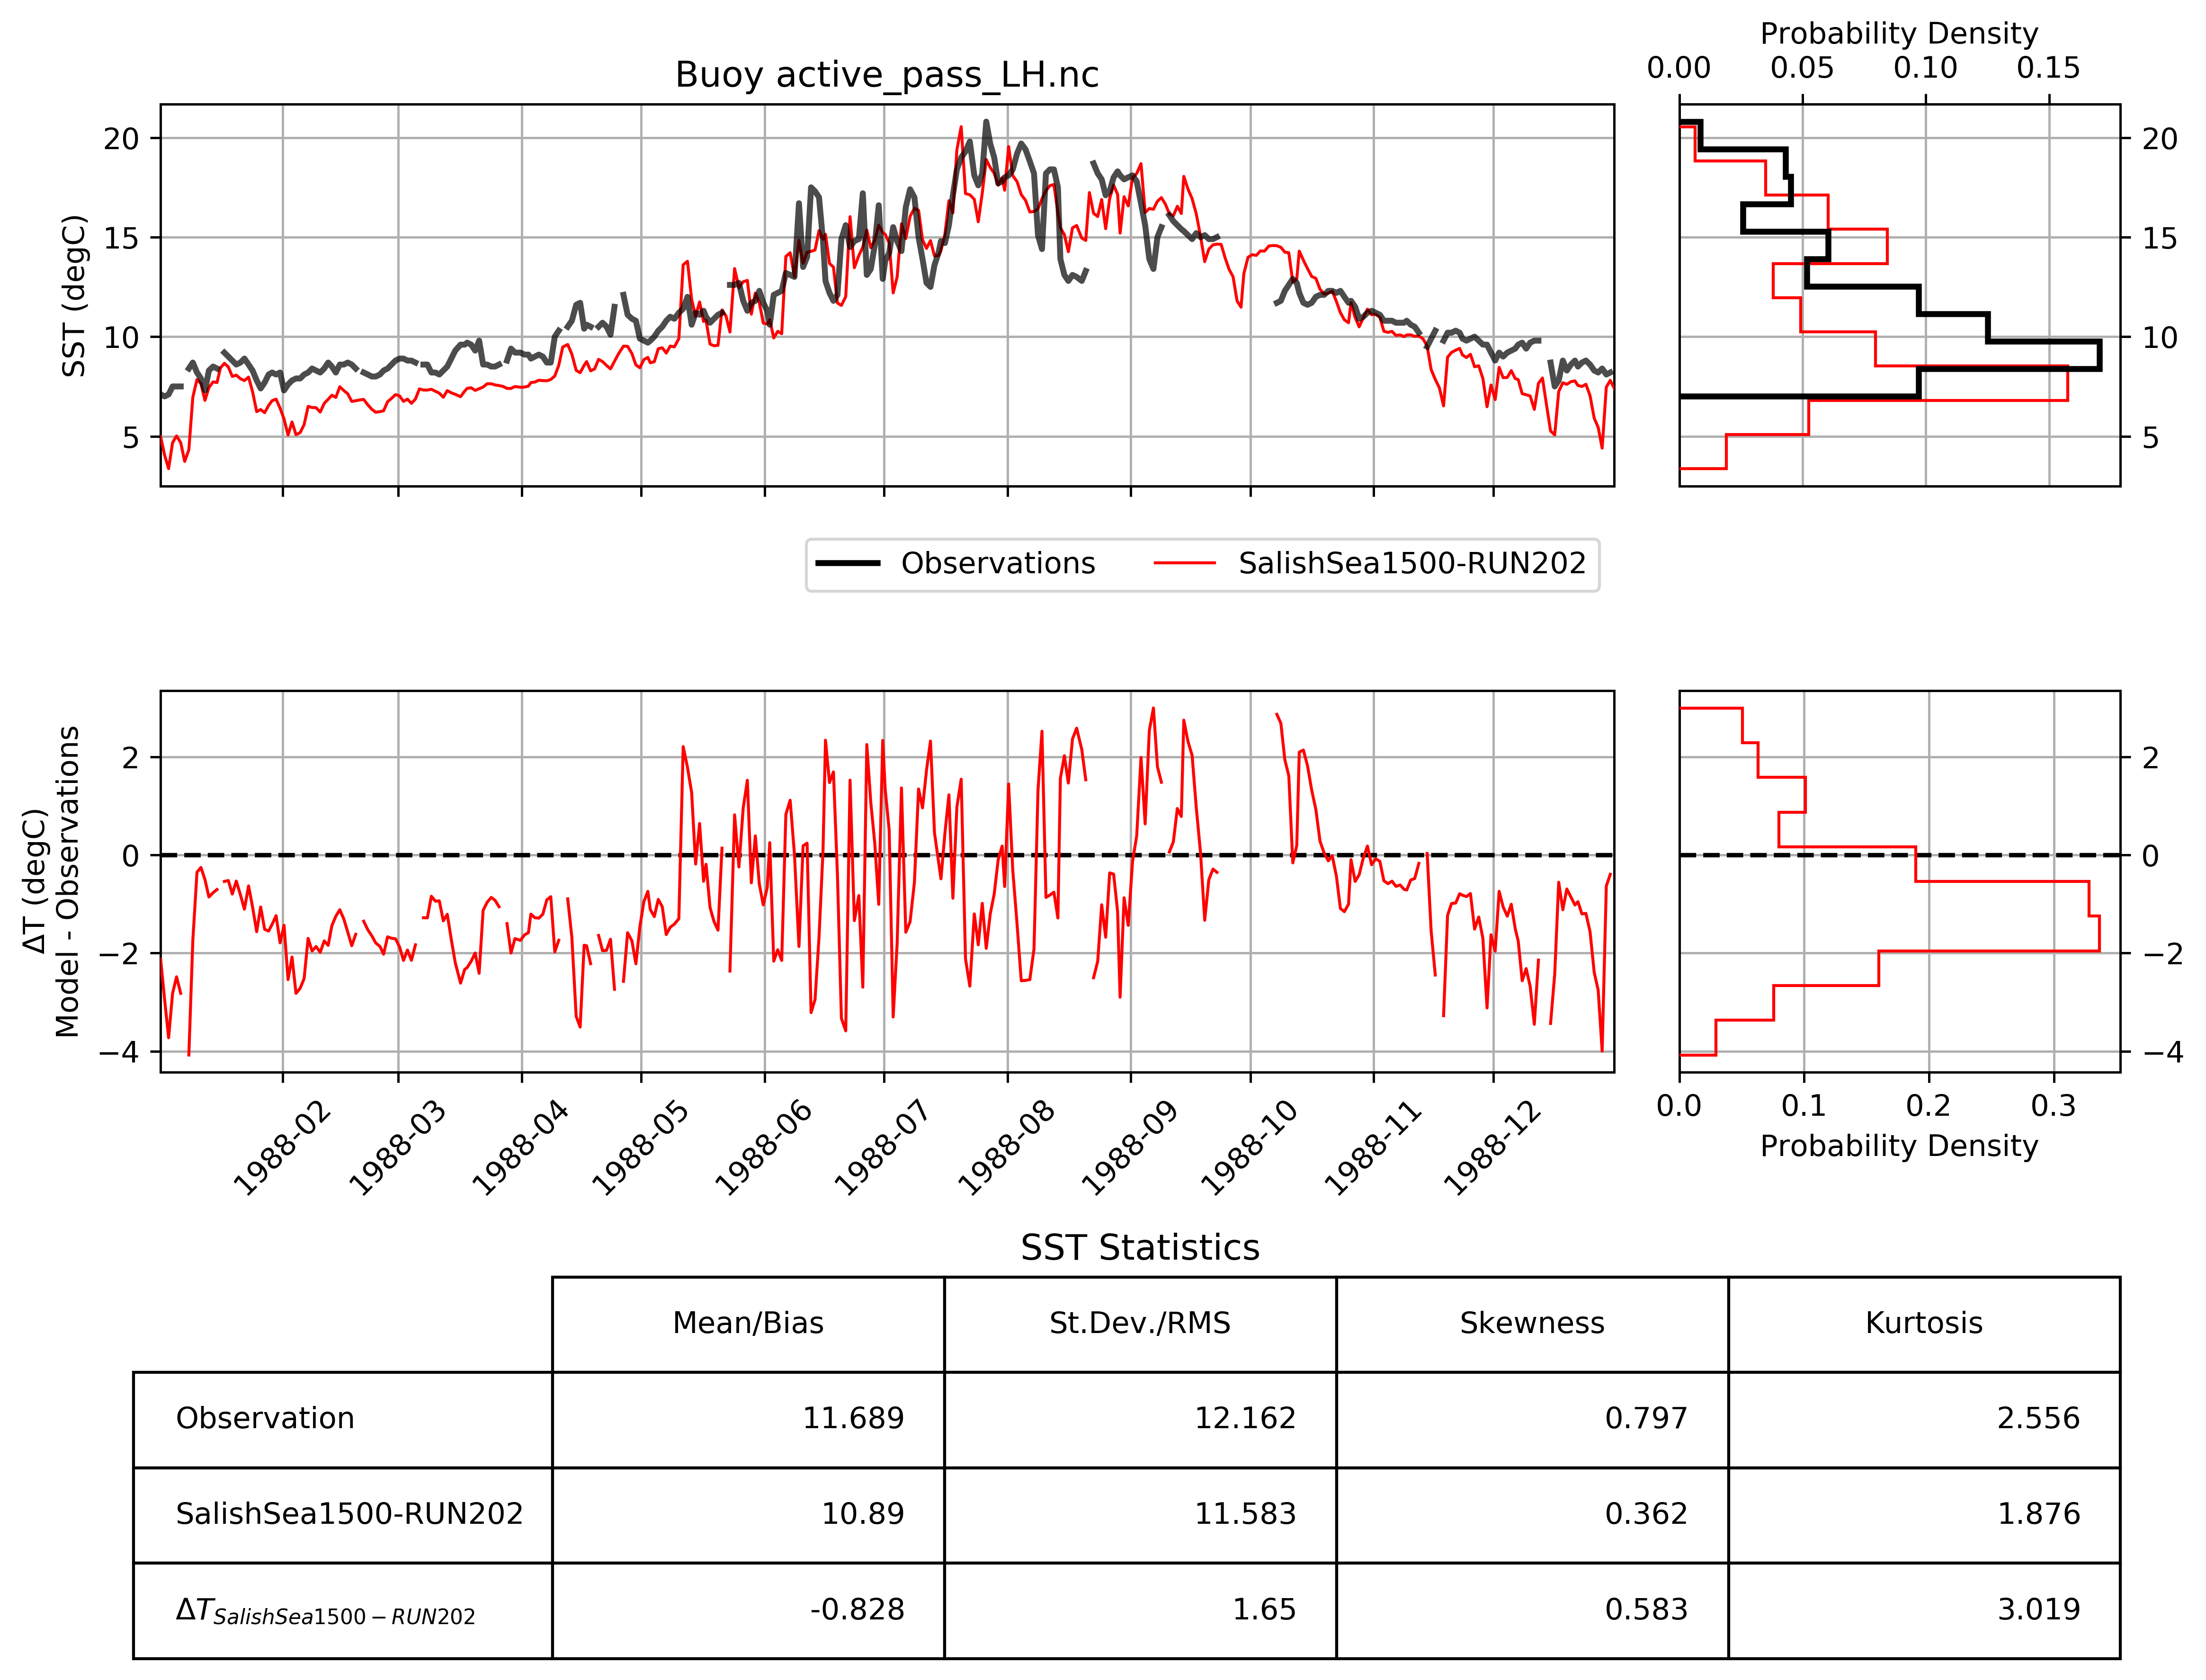 Probability Density
0.00 0.05 0.10 0.15
Buoy active_pass_LH.nc
SST (degC)
20
15
10
5
20
15
10
5
Observations SalishSea1500-RUN202
ΔT (degC)
Model - Observations
2
0
−2
−4
2
0
−2
−4
1988-02 1988-03 1988-04 1988-05 1988-06 1988-07 1988-08 1988-09 1988-10 1988-11 1988-12
0.0 0.1 0.2 0.3
Probability Density
SST Statistics
Mean/Bias St.Dev./RMS Skewness Kurtosis
Observation 11.689 12.162 0.797 2.556
SalishSea1500-RUN202 10.89 11.583 0.362 1.876
ΔT SalishSea1500−RUN202 -0.828 1.65 0.583 3.019